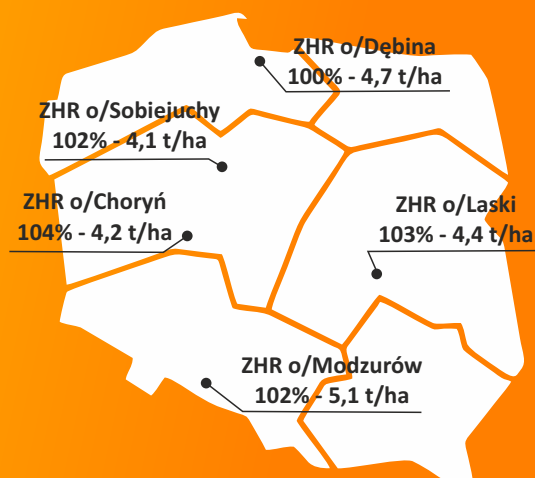 ZHR o/Dębina
100% - 4,7 t/ha
ZHR o/Sobiejuchy
102% - 4,1 t/ha
ZHR o/Choryń
104% - 4,2 t/ha
ZHR o/Laski
103% - 4,4 t/ha
ZHR o/Modzurów
102% - 5,1 t/ha